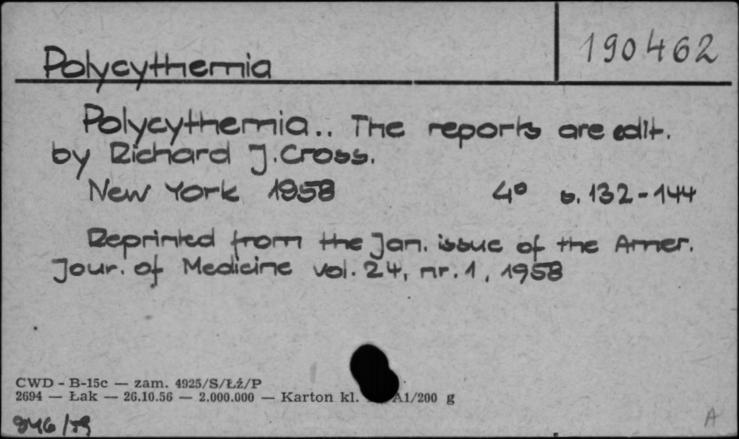 Polycythemia
190462
Polycythemia.. The reports are edit.
by Richard J. Cross.
New York 1958 4° s. 132-144
Reprinted from the Jan. issue of the Amer.
Jour. of Medicine vol. 24, nr. 1, 1958
CWD - B-15c — zam. 4925/S/Łź/P
2694 — Łak — 26.10.56 — 2.000.000 — Karton kl. A1/200 g
A